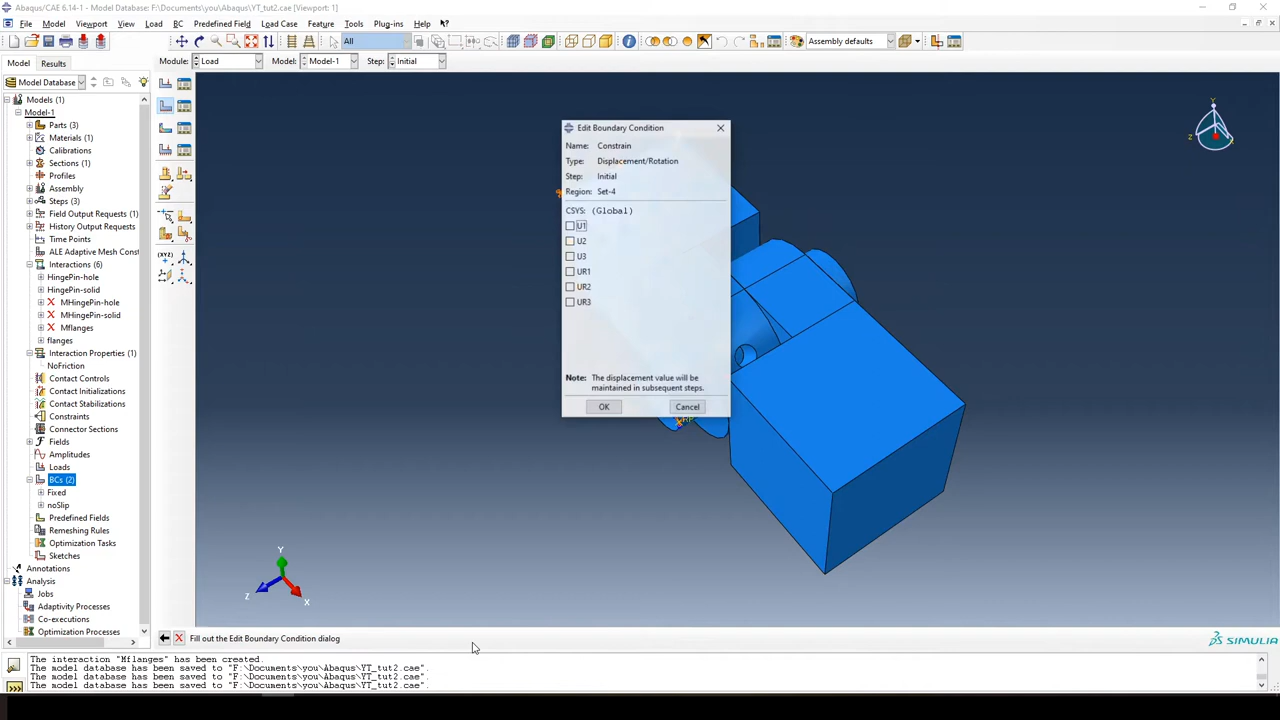 Abaqus/CAE 6.14-1 - Model Database: F:\Documents\you\Abaqus\YT_tut2.cae [Viewport: 1]
File Model Viewport View Load BC Predefined Field Load Case Feature Tools Plug-ins Help
All
Assembly defaults
Model Results
Module: Load Model: Model-1 Step: Initial
Model Database
Models (1)
Model-1
Parts (3)
Materials (1)
Calibrations
Sections (1)
Profiles
Assembly
Steps (3)
Field Output Requests (1)
History Output Requests (1)
Time Points
ALE Adaptive Mesh Const
Interactions (6)
HingePin-hole
HingePin-solid
MHingePin-hole
MHingePin-solid
Mflanges
flanges
Interaction Properties (1)
NoFriction
Contact Controls
Contact Initializations
Contact Stabilizations
Constraints
Connector Sections
Fields
Amplitudes
Loads
BCs (2)
Fixed
noSlip
Predefined Fields
Remeshing Rules
Optimization Tasks
Sketches
Annotations
Analysis
Jobs
Adaptivity Processes
Co-executions
Optimization Processes
(XYZ)
Edit Boundary Condition
Name: Constrain
Type: Displacement/Rotation
Step: Initial
Region: Set-4
CSYS: (Global)
U1
U2
U3
UR1
UR2
UR3
Note: The displacement value will be
maintained in subsequent steps.
OK Cancel
RP
Y
Z
Y
Z
X
Fill out the Edit Boundary Condition dialog
SIMULIA
The interaction "Mflanges" has been created.
The model database has been saved to "F:\Documents\you\Abaqus\YT_tut2.cae".
The model database has been saved to "F:\Documents\you\Abaqus\YT_tut2.cae".
The model database has been saved to "F:\Documents\you\Abaqus\YT_tut2.cae".
>>>